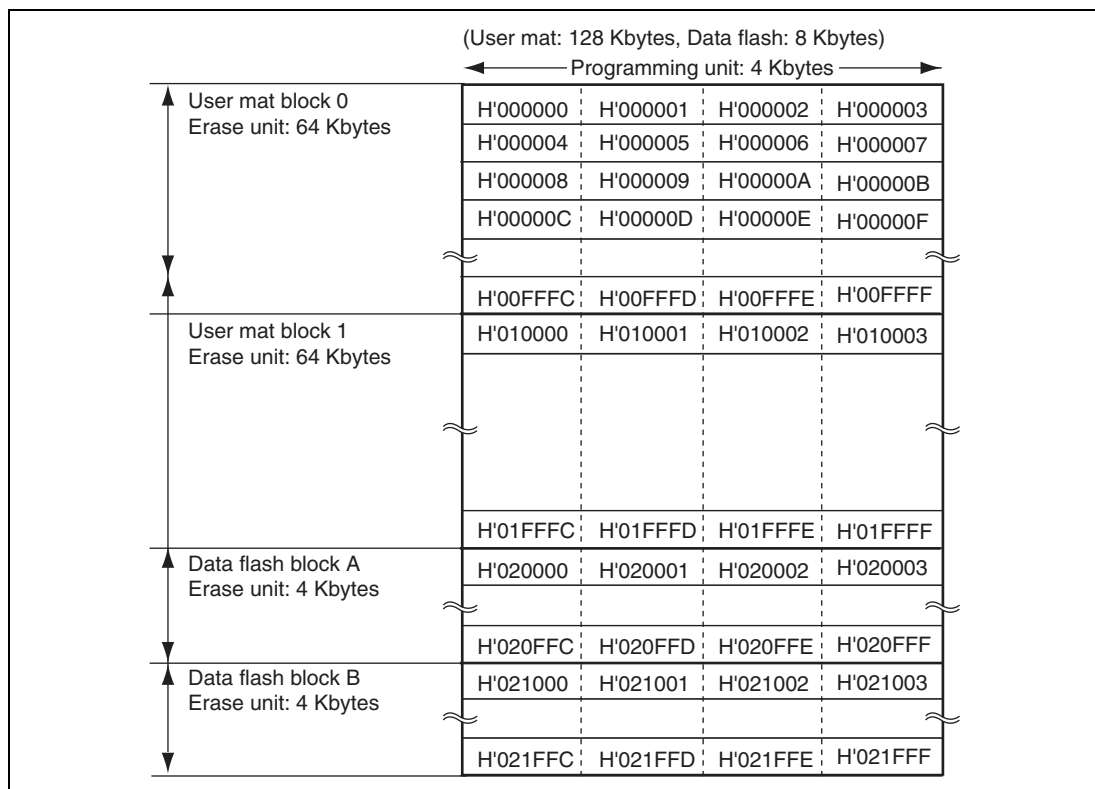 (User mat: 128 Kbytes, Data flash: 8 Kbytes)
Programming unit: 4 Kbytes
User mat block 0
Erase unit: 64 Kbytes
H'000000 H'000001 H'000002 H'000003
H'000004 H'000005 H'000006 H'000007
H'000008 H'000009 H'00000A H'00000B
H'00000C H'00000D H'00000E H'00000F
H'00FFFC H'00FFFD H'00FFFE H'00FFFF
User mat block 1
Erase unit: 64 Kbytes
H'010000 H'010001 H'010002 H'010003
H'01FFFC H'01FFFD H'01FFFE H'01FFFF
Data flash block A
Erase unit: 4 Kbytes
H'020000 H'020001 H'020002 H'020003
H'020FFC H'020FFD H'020FFE H'020FFF
Data flash block B
Erase unit: 4 Kbytes
H'021000 H'021001 H'021002 H'021003
H'021FFC H'021FFD H'021FFE H'021FFF